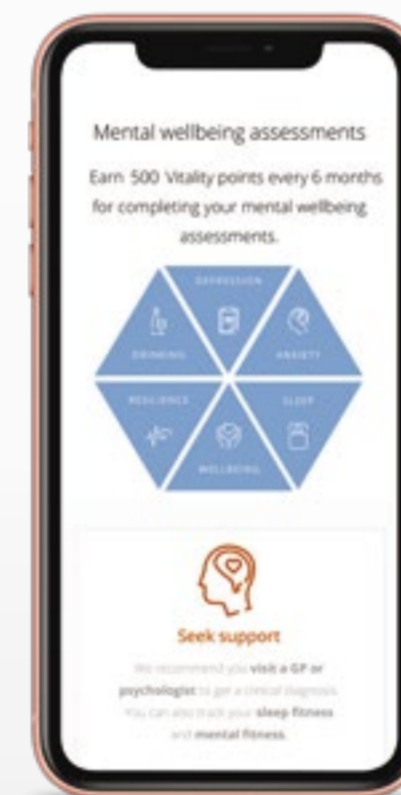 Mental wellbeing assessments
Earn 500 Vitality points every 6 months
for completing your mental wellbeing
assessments.
DEPRESSION
DRINKING
ANXIETY
RESILIENCE
SLEEP
WELLBEING
Seek support
We recommend you visit a GP or
psychologist to get a clinical diagnosis.
You can also track your sleep fitness
and mental fitness.